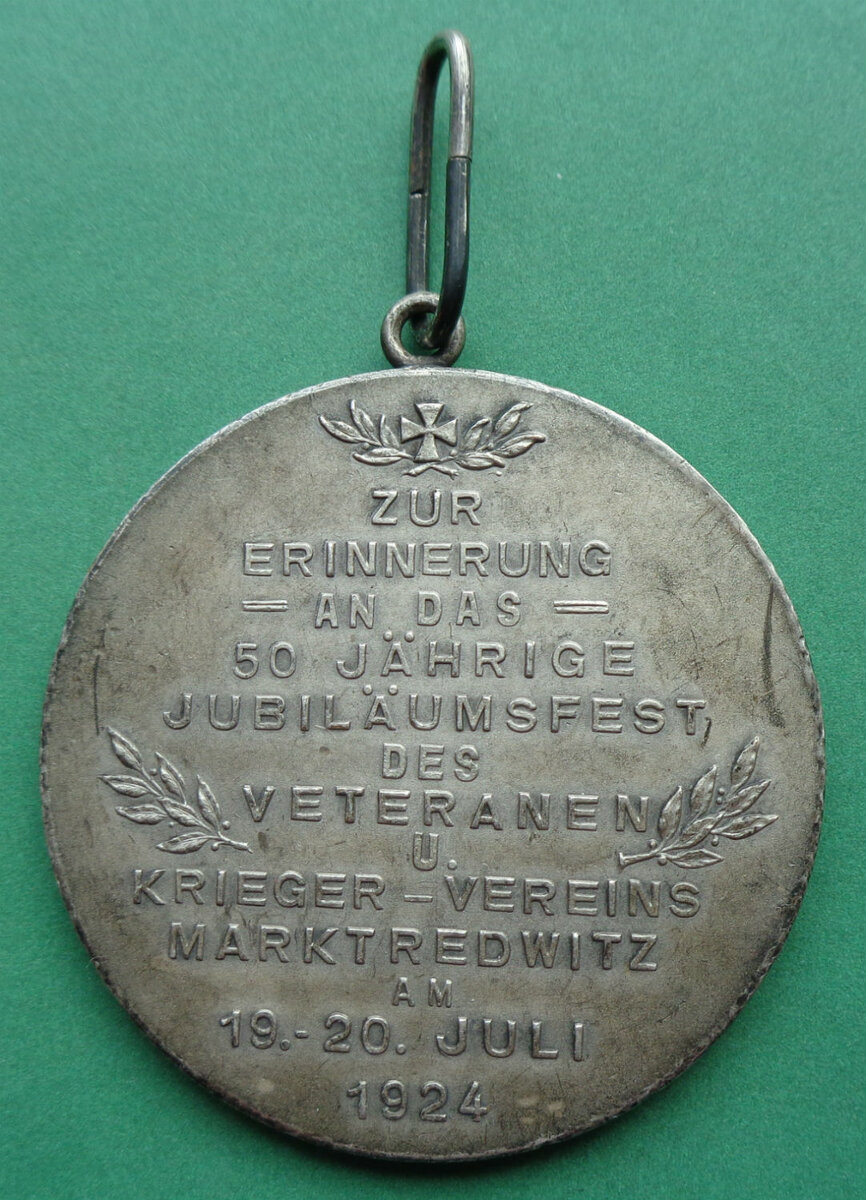 ZUR
ERINNERUNG
= AN DAS =
50 JÄHRIGE
JUBILÄUMSFEST,
DES
VETERANEN
U.
KRIEGER-VEREINS
MARKTREDWITZ
AM
19.-20. JULI
1924